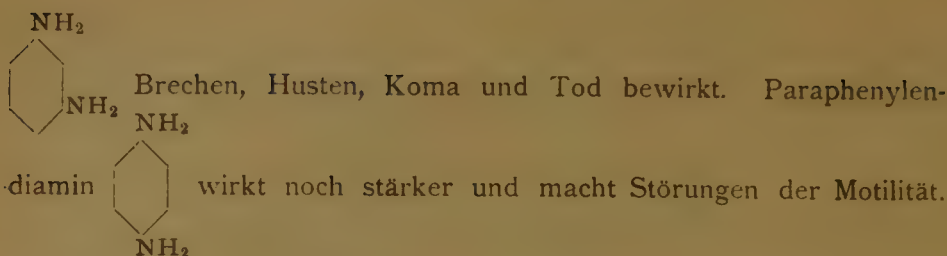 NH₂
NH₂ Brechen, Husten, Koma und Tod bewirkt. Paraphenylen-
NH₂
diamin wirkt noch stärker und macht Störungen der Motilität.
NH₂